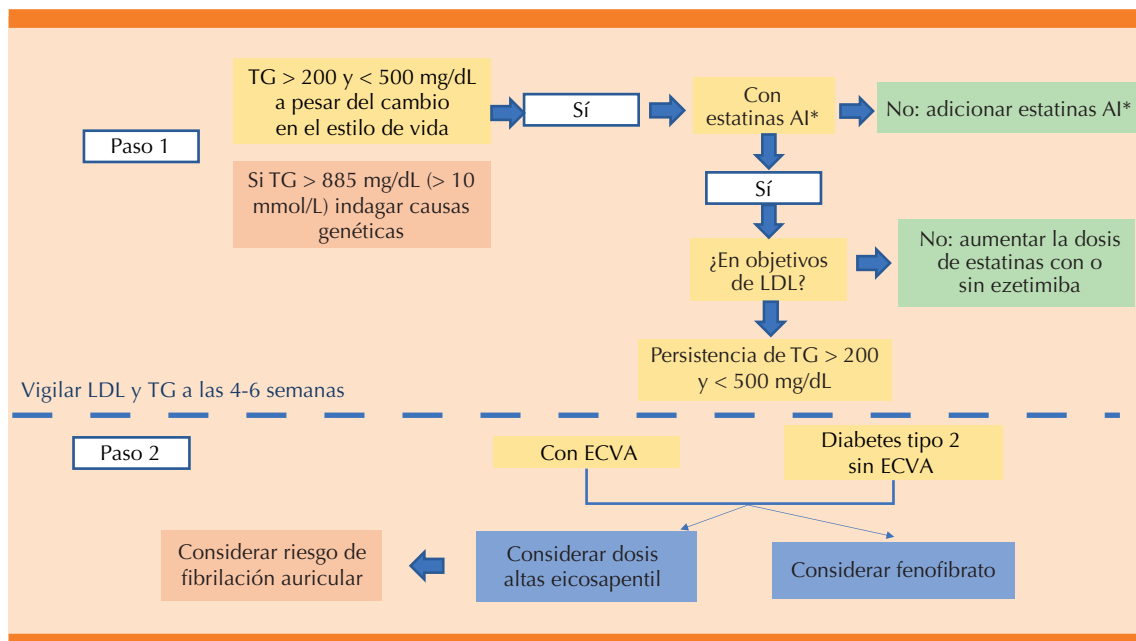 Paso 1
TG > 200 y < 500 mg/dL
a pesar del cambio
en el estilo de vida
Sí
Con
estatinas AI*
No: adicionar estatinas AI*
Si TG > 885 mg/dL (> 10
mmol/L) indagar causas
genéticas
Sí
¿En objetivos
de LDL?
No: aumentar la dosis
de estatinas con o
sin ezetimiba
Persistencia de TG > 200
y < 500 mg/dL
Vigilar LDL y TG a las 4-6 semanas
Paso 2
Con ECVA
Diabetes tipo 2
sin ECVA
Considerar riesgo de
fibrilación auricular
Considerar dosis
altas eicosapentil
Considerar fenofibrato